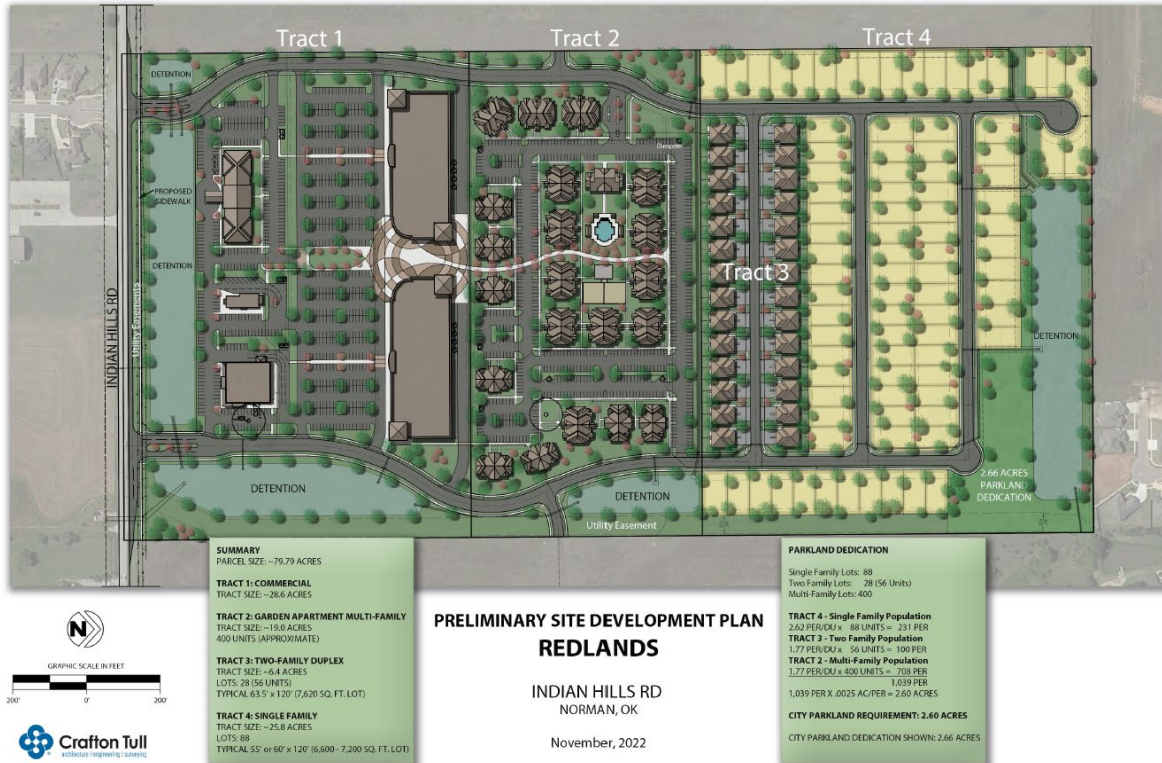 Tract 1
Tract 2
Tract 4
DETENTION
Dumpster
PROPOSED
SIDEWALK
Tract 3
DETENTION
INDIAN HILLS RD
Utility Easements
DETENTION
2.66 ACRES
PARKLAND
DEDICATION
DETENTION
DETENTION
Utility Easement
SUMMARY
PARCEL SIZE: ~79.79 ACRES
TRACT 1: COMMERCIAL
TRACT SIZE: ~28.6 ACRES
TRACT 2: GARDEN APARTMENT MULTI-FAMILY
TRACT SIZE: ~19.0 ACRES
400 UNITS (APPROXIMATE)
TRACT 3: TWO-FAMILY DUPLEX
TRACT SIZE: ~6.4 ACRES
LOTS: 28 (56 UNITS)
TYPICAL 63.5' x 120' (7,620 SQ. FT. LOT)
TRACT 4: SINGLE FAMILY
TRACT SIZE: ~25.8 ACRES
LOTS: 88
TYPICAL 55' or 60' x 120' (6,600 - 7,200 SQ. FT. LOT)
N
GRAPHIC SCALE IN FEET
200' 0' 200'
Crafton Tull
architecture | engineering | surveying
PRELIMINARY SITE DEVELOPMENT PLAN
REDLANDS
INDIAN HILLS RD
NORMAN, OK
November, 2022
PARKLAND DEDICATION
Single Family Lots: 88
Two Family Lots: 28 (56 Units)
Multi-Family Lots: 400
TRACT 4 - Single Family Population
2.62 PER/DU x 88 UNITS = 231 PER
TRACT 3 - Two Family Population
1.77 PER/DU x 56 UNITS = 100 PER
TRACT 2 - Multi-Family Population
1.77 PER/DU x 400 UNITS = 708 PER
1,039 PER
1,039 PER X .0025 AC/PER = 2.60 ACRES
CITY PARKLAND REQUIREMENT: 2.60 ACRES
CITY PARKLAND DEDICATION SHOWN: 2.66 ACRES